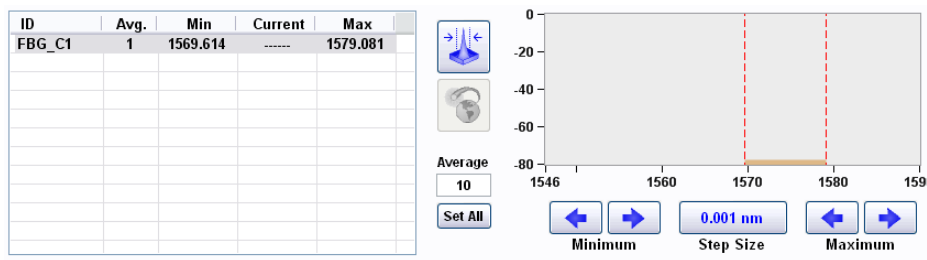 ID Avg. Min Current Max
FBG_C1 1 1569.614 ------ 1579.081
Average
10
Set All
0
-20
-40
-60
-80
1546 1560 1570 1580 159
0.001 nm
Minimum Step Size Maximum